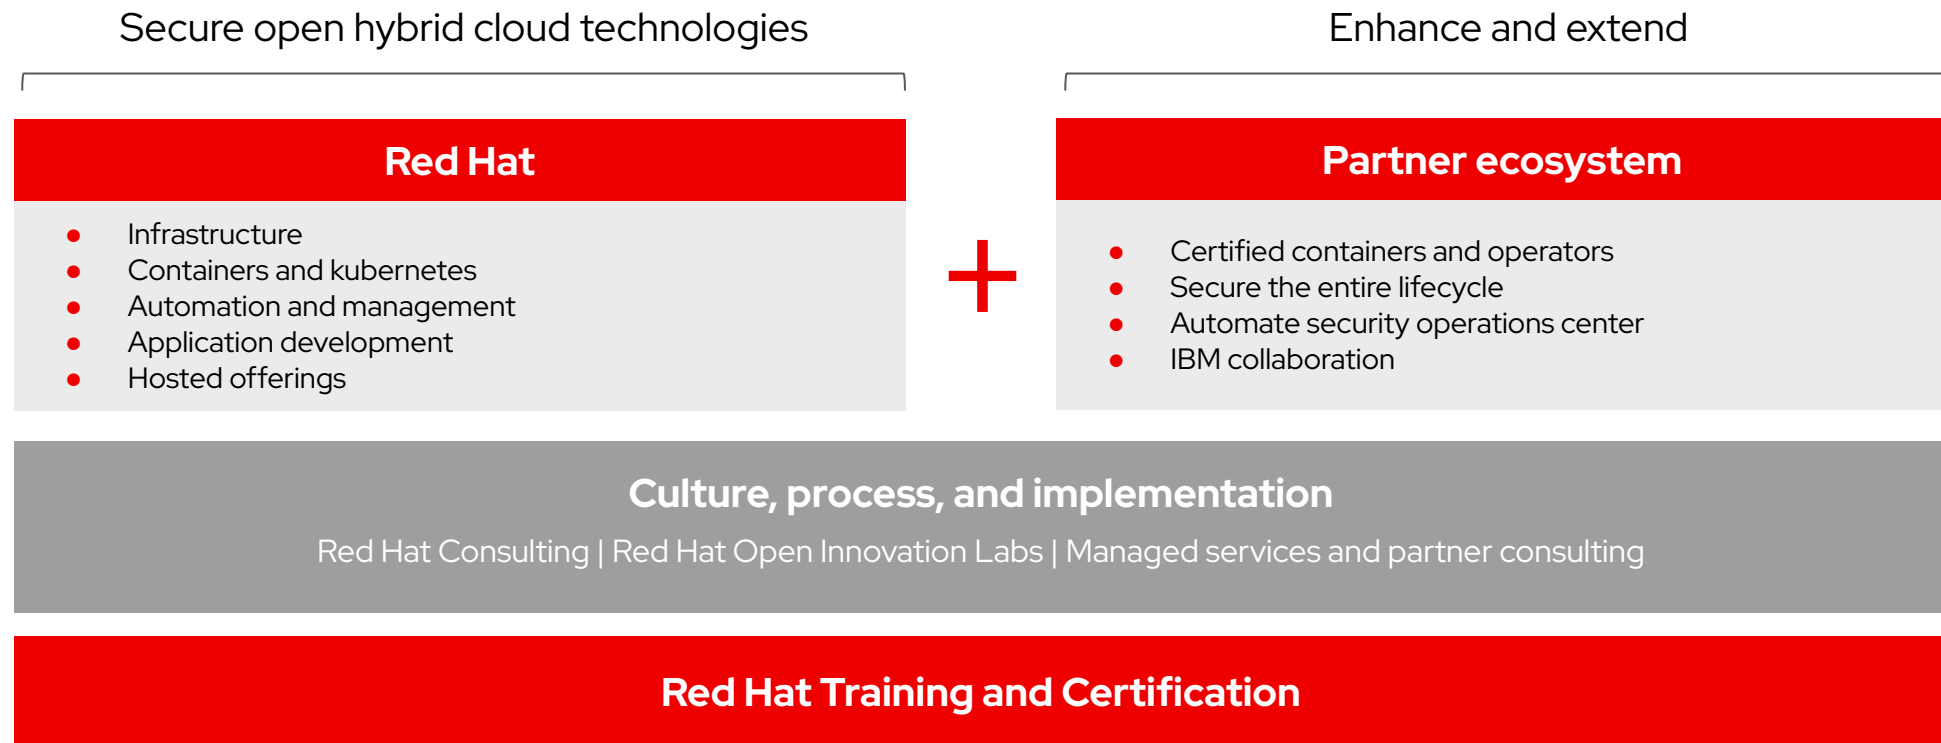 Secure open hybrid cloud technologies
Enhance and extend
Red Hat
● Infrastructure
● Containers and kubernetes
● Automation and management
● Application development
● Hosted offerings
+
Partner ecosystem
● Certified containers and operators
● Secure the entire lifecycle
● Automate security operations center
● IBM collaboration
Culture, process, and implementation
Red Hat Consulting | Red Hat Open Innovation Labs | Managed services and partner consulting
Red Hat Training and Certification